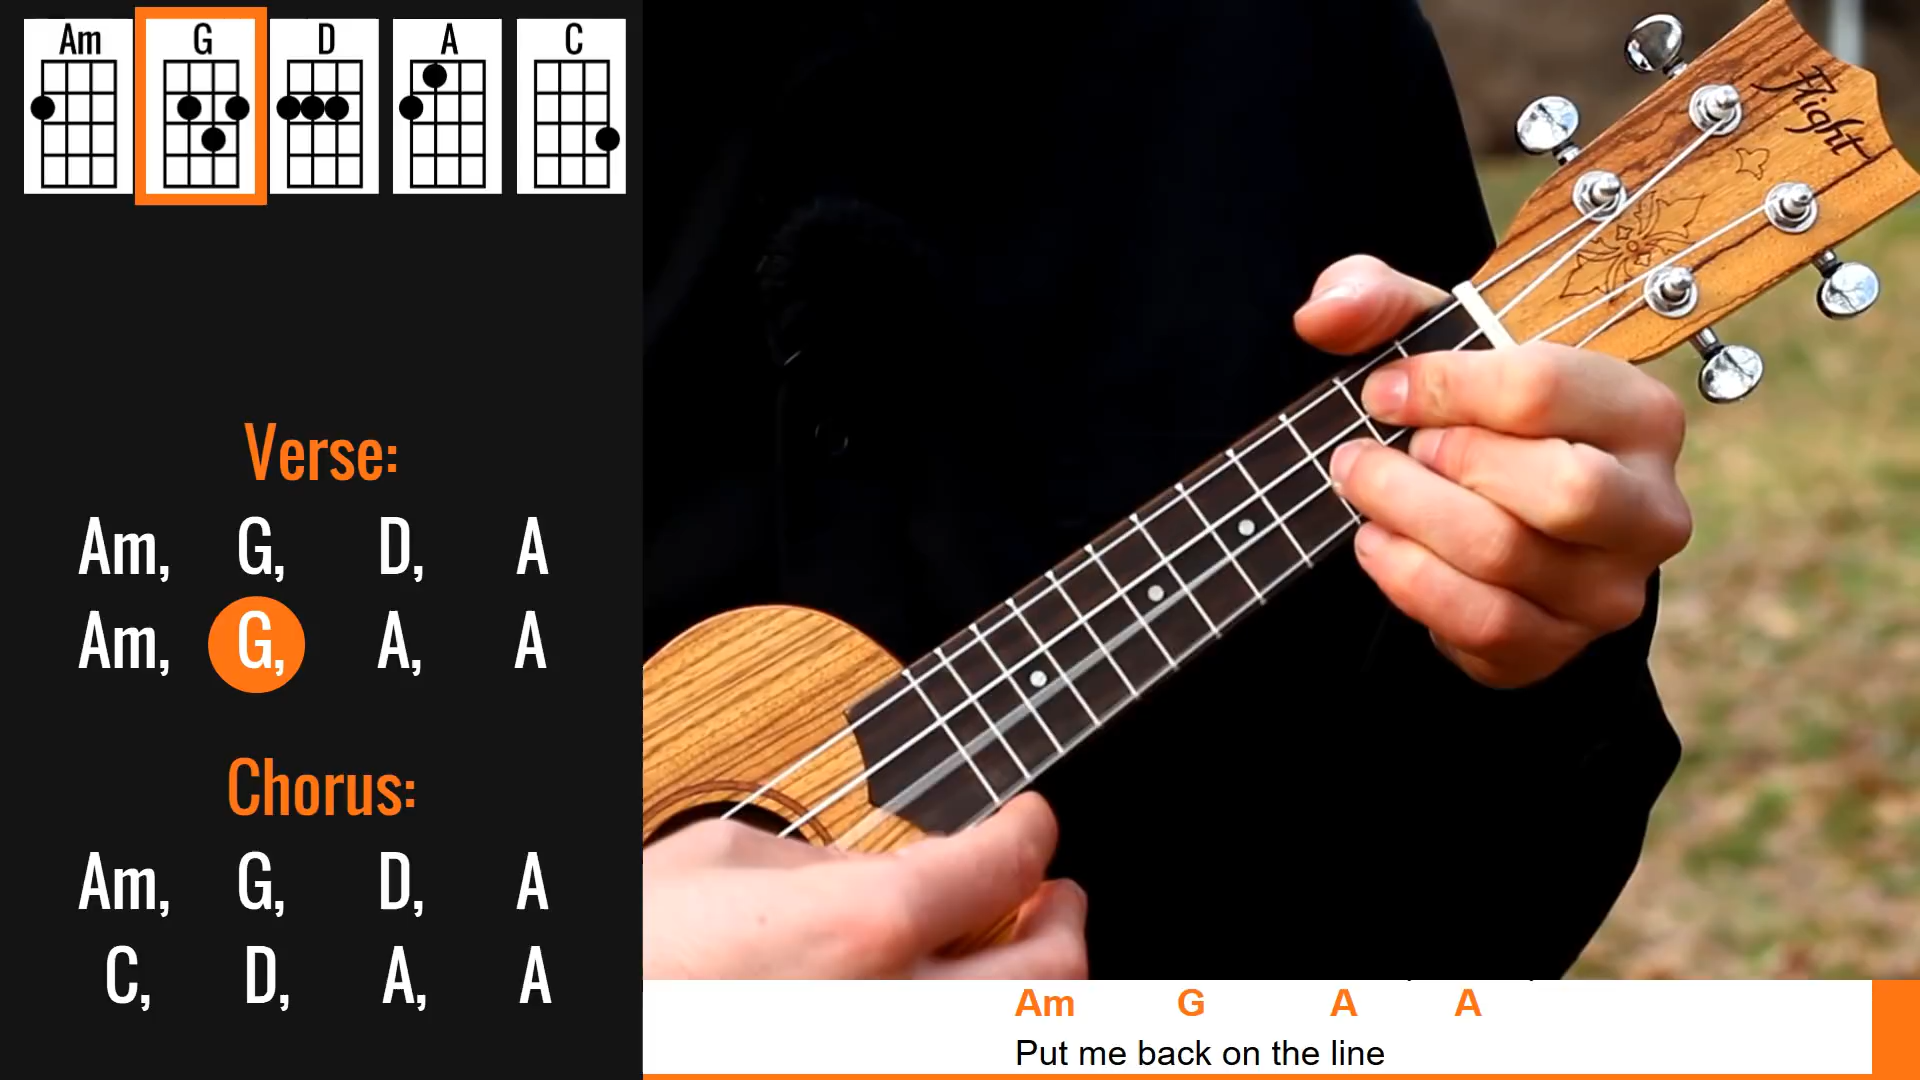 Am G D A C
Flight
Verse:
Am, G, D, A
Am, G, A, A
Chorus:
Am, G, D, A
C, D, A, A
Am G A A
Put me back on the line